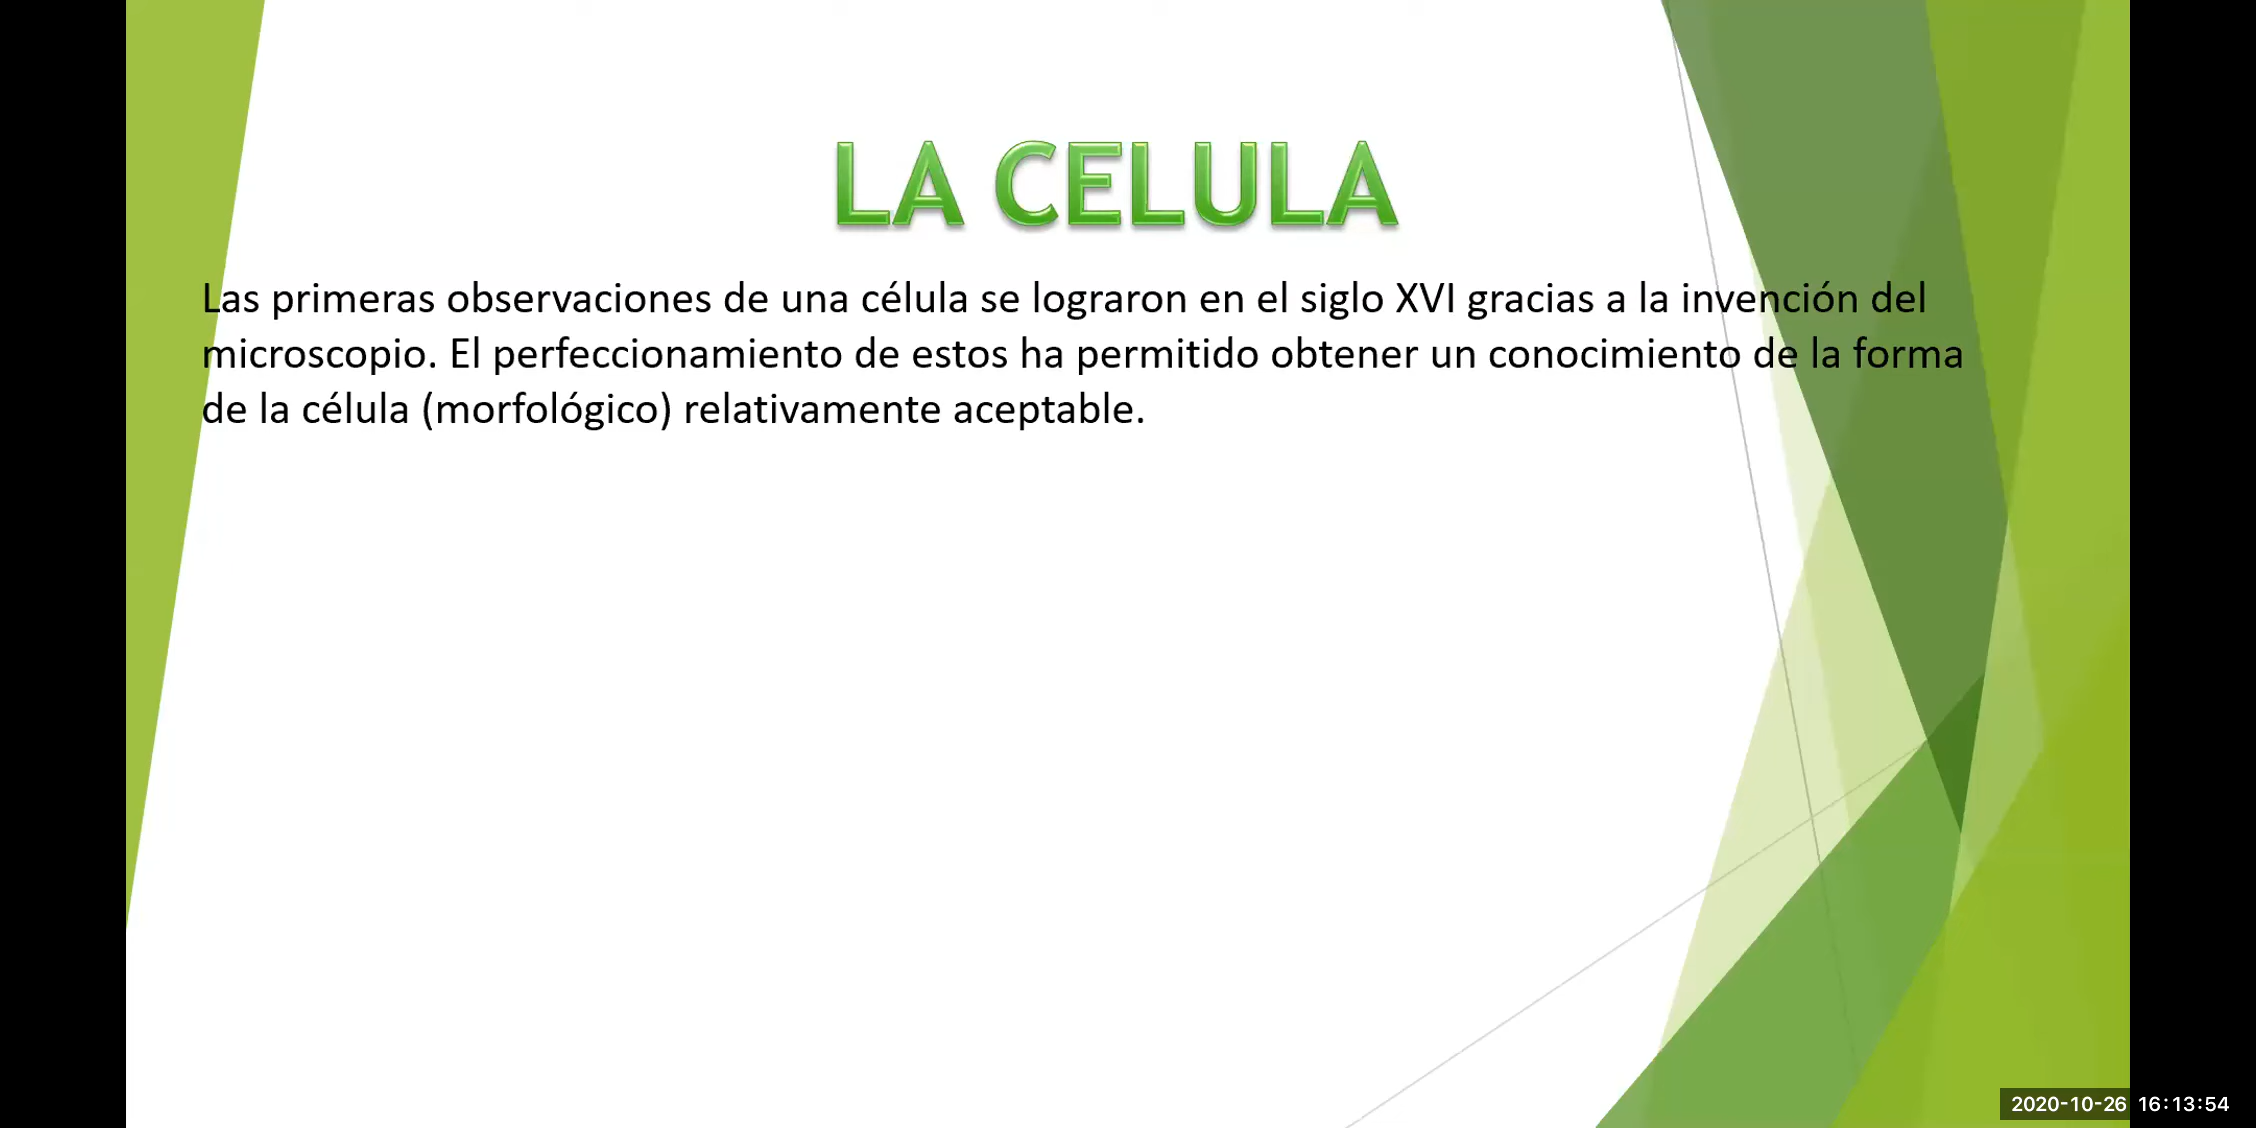 LA CELULA
Las primeras observaciones de una célula se lograron en el siglo XVI gracias a la invención del
microscopio. El perfeccionamiento de estos ha permitido obtener un conocimiento de la forma
de la célula (morfológico) relativamente aceptable.
2020-10-26 16:13:54